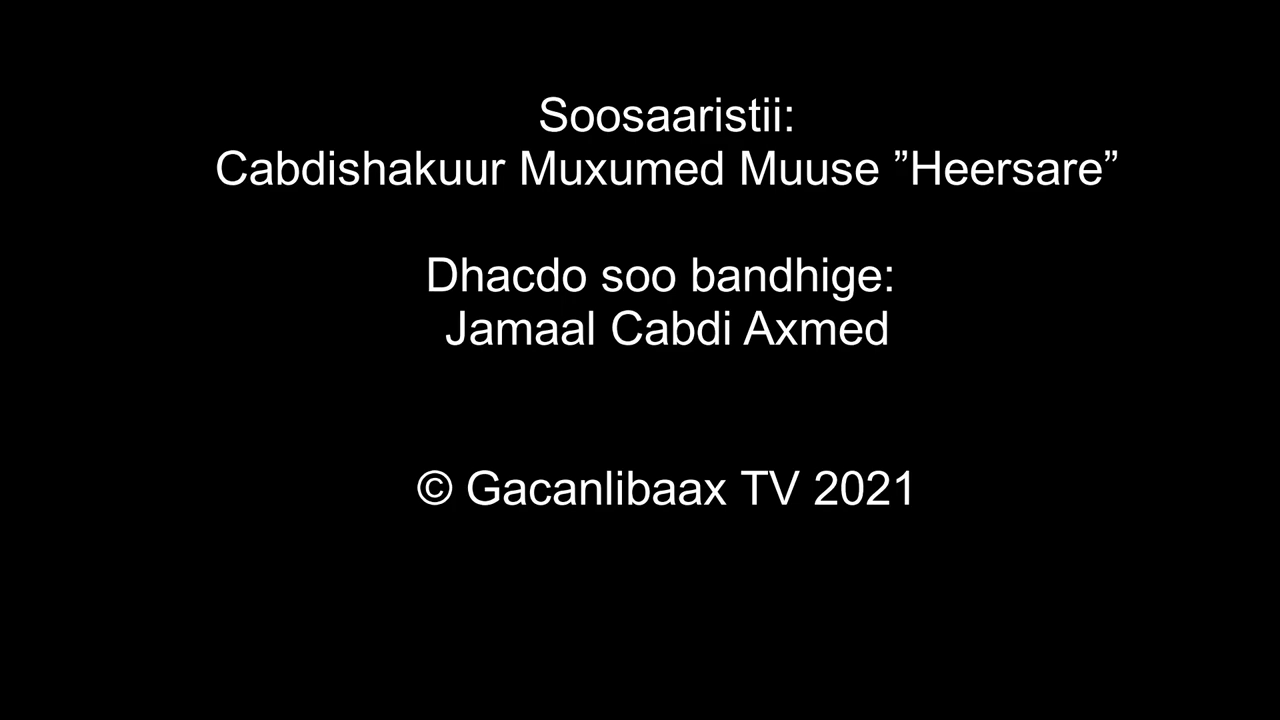 Soosaaristii:
Cabdishakuur Muxumed Muuse ”Heersare”
Dhacdo soo bandhige:
Jamaal Cabdi Axmed
© Gacanlibaax TV 2021